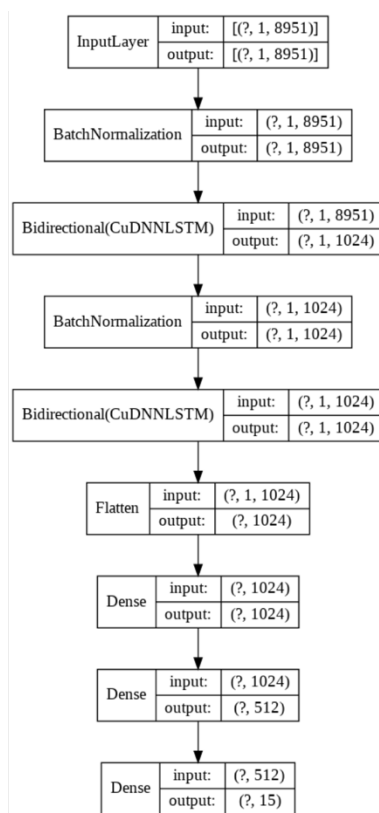 InputLayer input: [(?, 1, 8951)]
output: [(?, 1, 8951)]
BatchNormalization input: (?, 1, 8951)
output: (?, 1, 8951)
Bidirectional(CuDNNLSTM) input: (?, 1, 8951)
output: (?, 1, 1024)
BatchNormalization input: (?, 1, 1024)
output: (?, 1, 1024)
Bidirectional(CuDNNLSTM) input: (?, 1, 1024)
output: (?, 1, 1024)
Flatten input: (?, 1, 1024)
output: (?, 1024)
Dense input: (?, 1024)
output: (?, 1024)
Dense input: (?, 1024)
output: (?, 512)
Dense input: (?, 512)
output: (?, 15)